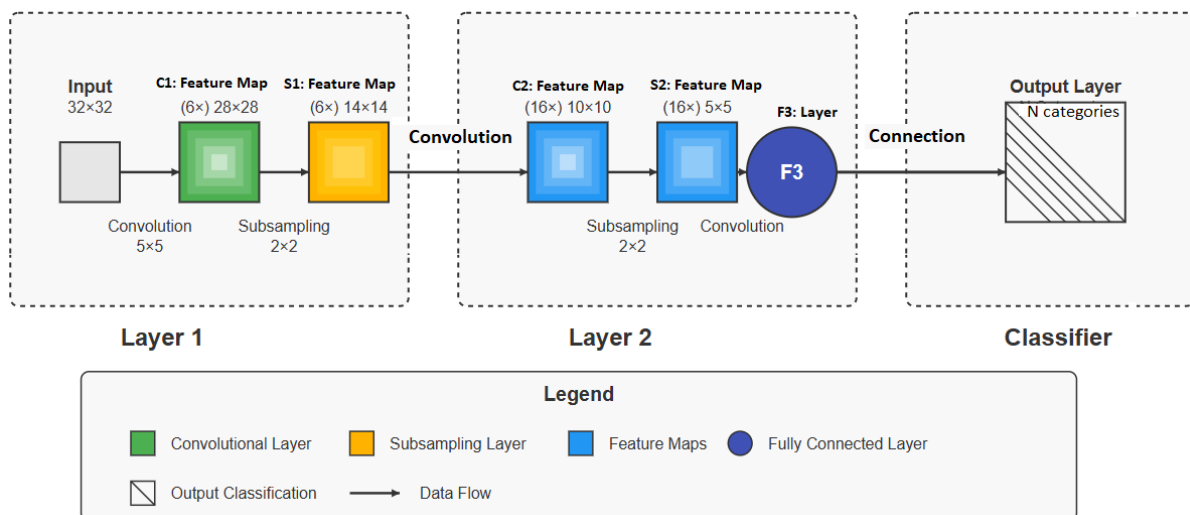 Input
32×32
C1: Feature Map
(6×) 28×28
S1: Feature Map
(6×) 14×14
Convolution
5×5
Subsampling
2×2
Convolution
C2: Feature Map
(16×) 10×10
S2: Feature Map
(16×) 5×5
F3: Layer
F3
Subsampling
2×2
Convolution
Connection
Output Layer
N categories
Layer 1
Layer 2
Classifier
Legend
Convolutional Layer
Subsampling Layer
Feature Maps
Fully Connected Layer
Output Classification
Data Flow